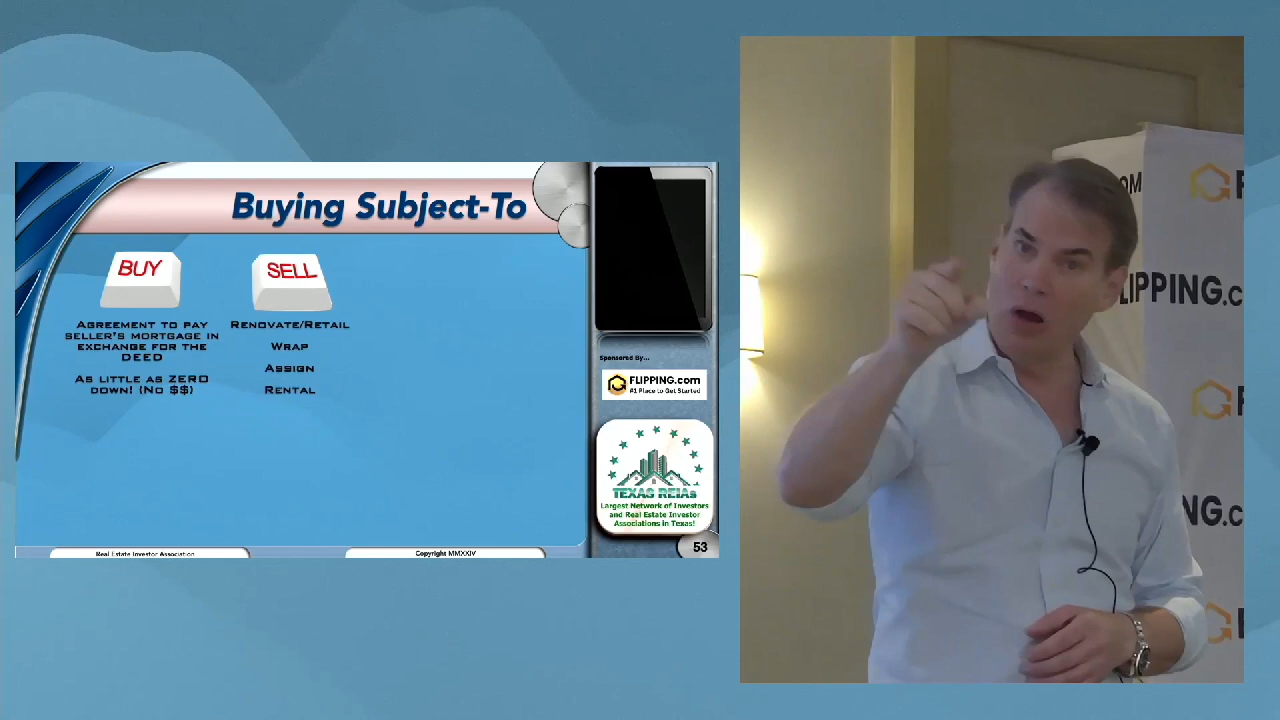 Buying Subject-To
BUY
AGREEMENT TO PAY
SELLER'S MORTGAGE IN
EXCHANGE FOR THE
DEED
AS LITTLE AS ZERO
DOWN! (NO $$)
SELL
RENOVATE/RETAIL
WRAP
ASSIGN
RENTAL
Sponsored By...
FLIPPING.com
#1 Place to Get Started
TEXAS REIAs
Largest Network of Investors
and Real Estate Investor
Associations in Texas!
Real Estate Investor Association
Copyright MMXXIV
53
OM
F
LIPPING.c
F
NG.c
F